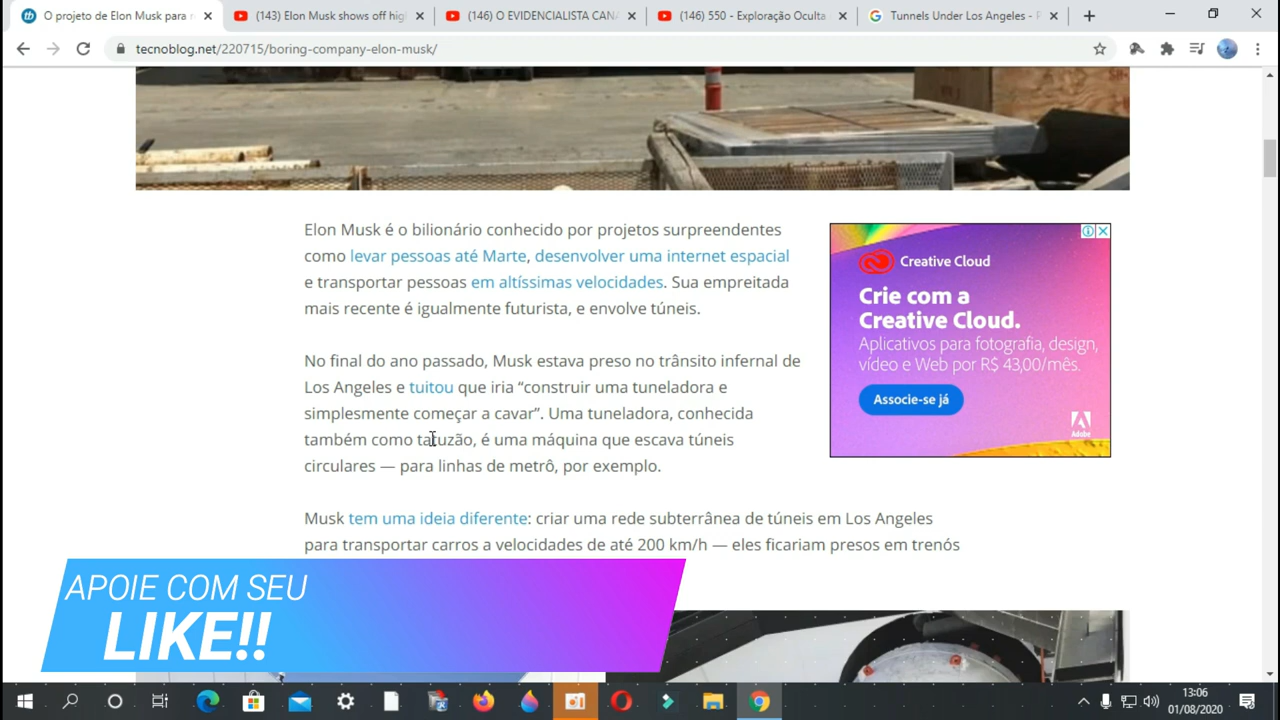 O projeto de Elon Musk para r
(143) Elon Musk shows off hig
(146) O EVIDENCIALISTA CANA
(146) 550 - Exploração Oculta
Tunnels Under Los Angeles - P
tecnoblog.net/220715/boring-company-elon-musk/
Elon Musk é o bilionário conhecido por projetos surpreendentes
como levar pessoas até Marte, desenvolver uma internet espacial
e transportar pessoas em altíssimas velocidades. Sua empreitada
mais recente é igualmente futurista, e envolve túneis.
No final do ano passado, Musk estava preso no trânsito infernal de
Los Angeles e tuitou que iria “construir uma tuneladora e
simplesmente começar a cavar”. Uma tuneladora, conhecida
também como tatuzão, é uma máquina que escava túneis
circulares — para linhas de metrô, por exemplo.
Musk tem uma ideia diferente: criar uma rede subterrânea de túneis em Los Angeles
para transportar carros a velocidades de até 200 km/h — eles ficariam presos em trenós
Creative Cloud
Crie com a
Creative Cloud.
Aplicativos para fotografia, design,
vídeo e Web por R$ 43,00/mês.
Associe-se já
Adobe
APOIE COM SEU
LIKE!!
13:06
01/08/2020